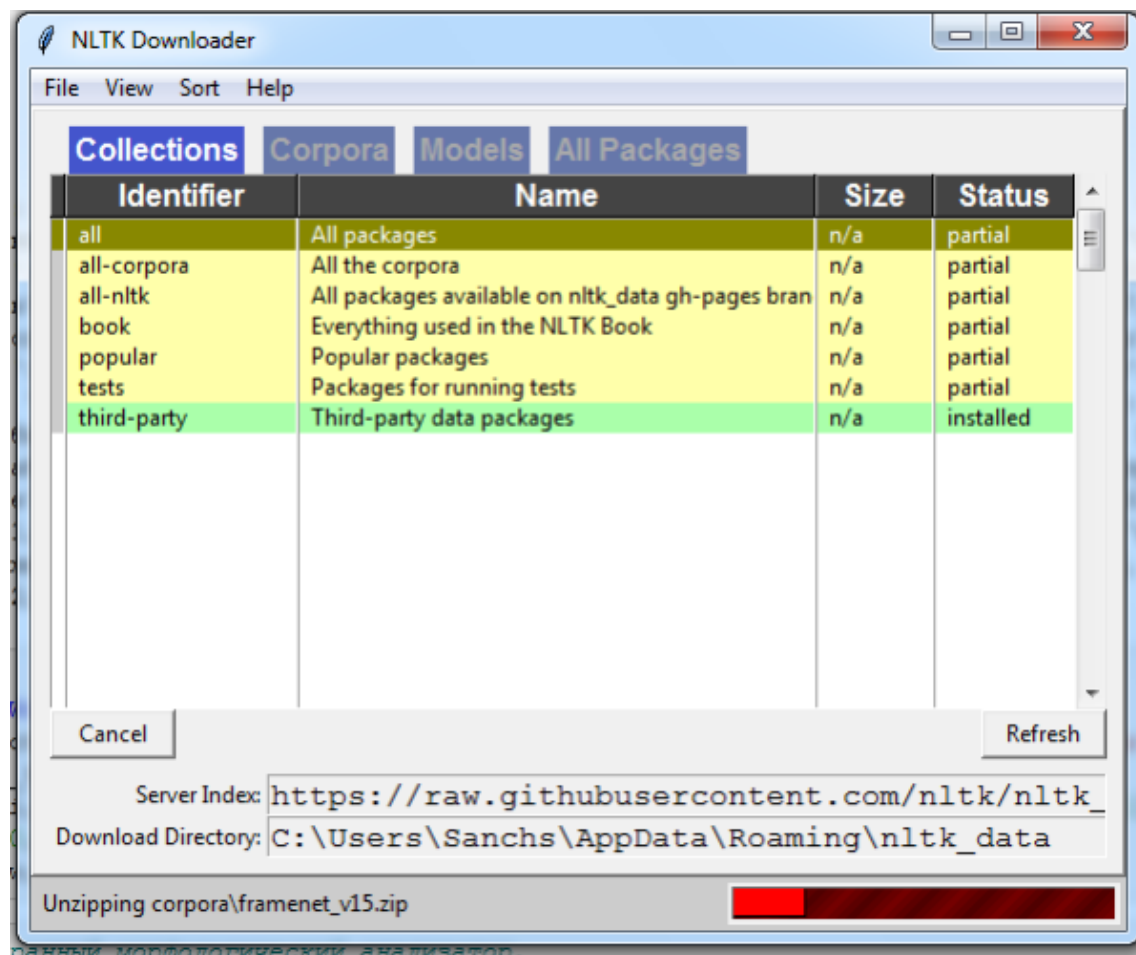 NLTK Downloader
File View Sort Help
Collections Corpora Models All Packages
Identifier Name Size Status
all All packages n/a partial
all-corpora All the corpora n/a partial
all-nltk All packages available on nltk_data gh-pages bran n/a partial
book Everything used in the NLTK Book n/a partial
popular Popular packages n/a partial
tests Packages for running tests n/a partial
third-party Third-party data packages n/a installed
Cancel Refresh
Server Index: https://raw.githubusercontent.com/nltk/nltk_
Download Directory: C:\Users\Sanchs\AppData\Roaming\nltk_data
Unzipping corpora\framenet_v15.zip
морфологический анализатор